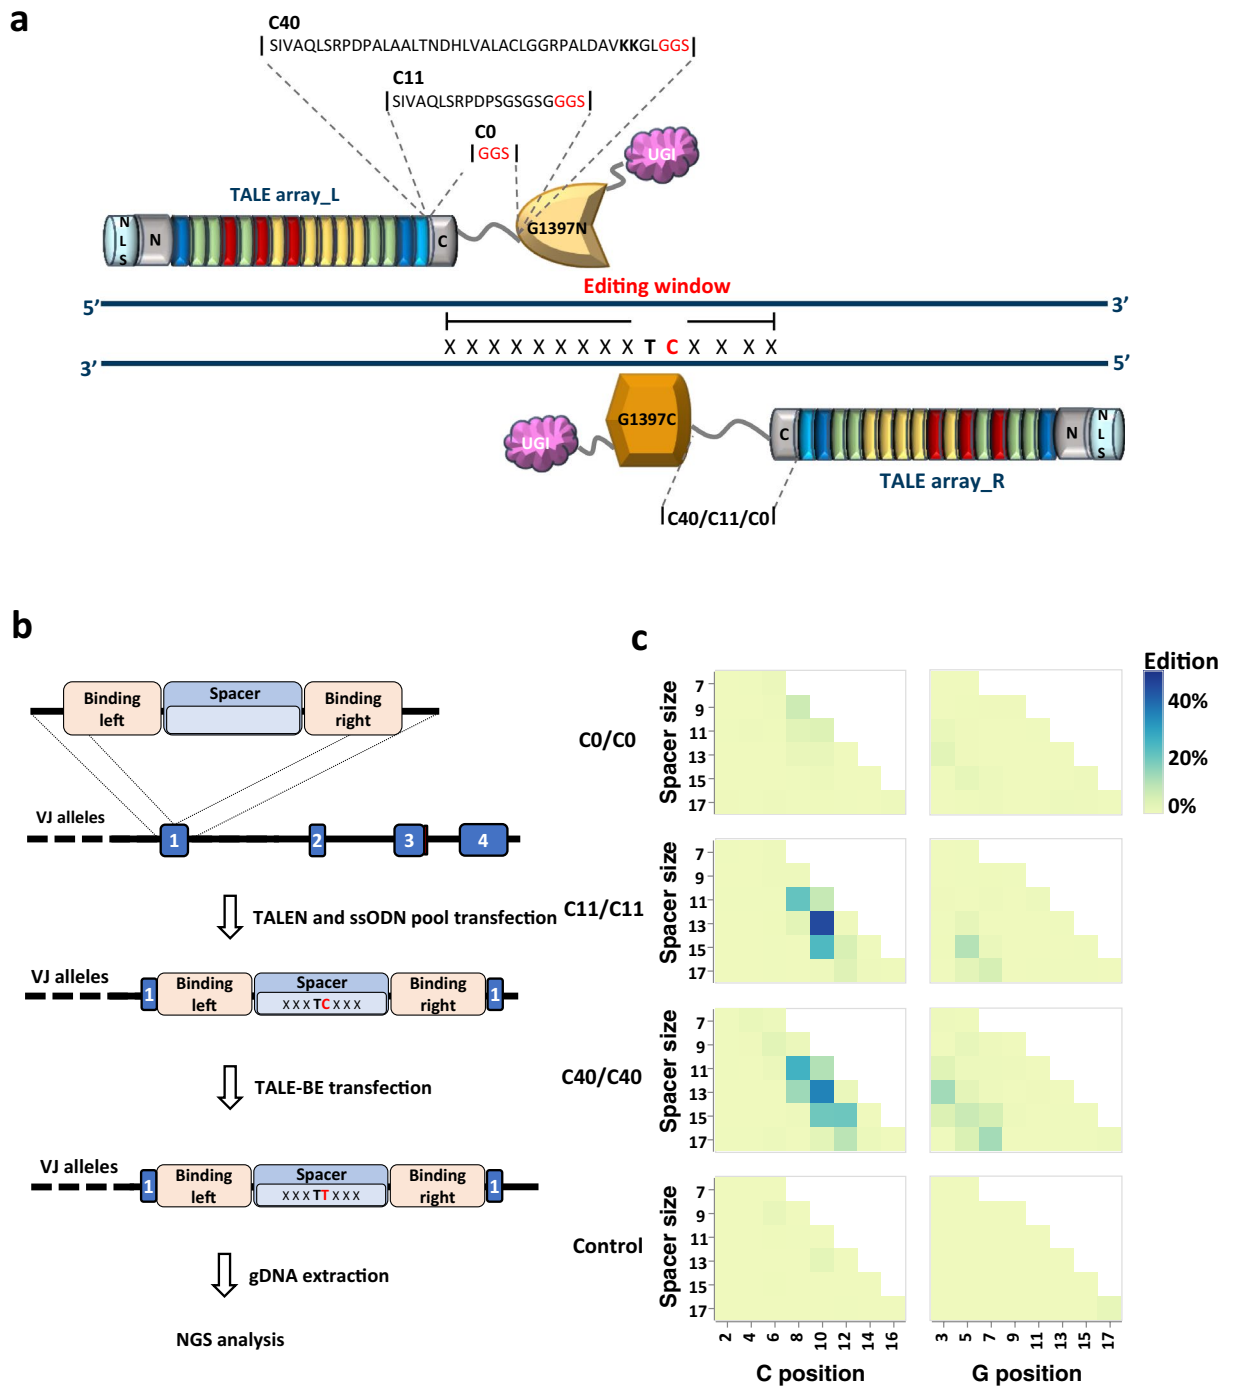 a
C40
SIVAQLSRPDPALAALTNDHLVALACLGGRPALDAVKKGLGGS
C11
SIVAQLSRPDPSGSGSGGGS
C0
GGS
UGI
TALE array_L
NLS
N
C
G1397N
Editing window
5’
3’
X X X X X X X X X T C X X X X
3’
5’
G1397C
UGI
C
N
NLS
TALE array_R
C40/C11/C0
b
Binding left
Spacer
Binding right
VJ alleles
1
2
3
4
TALEN and ssODN pool transfection
VJ alleles
1
Binding left
Spacer
X X X T C X X X
Binding right
1
TALE-BE transfection
VJ alleles
1
Binding left
Spacer
X X X T T X X X
Binding right
1
gDNA extraction
NGS analysis
c
Edition
40%
20%
0%
C0/C0
Spacer size
7
9
11
13
15
17
C11/C11
Spacer size
7
9
11
13
15
17
C40/C40
Spacer size
7
9
11
13
15
17
Control
Spacer size
7
9
11
13
15
17
2 4 6 8 10 12 14 16
C position
3 5 7 9 11 13 15 17
G position